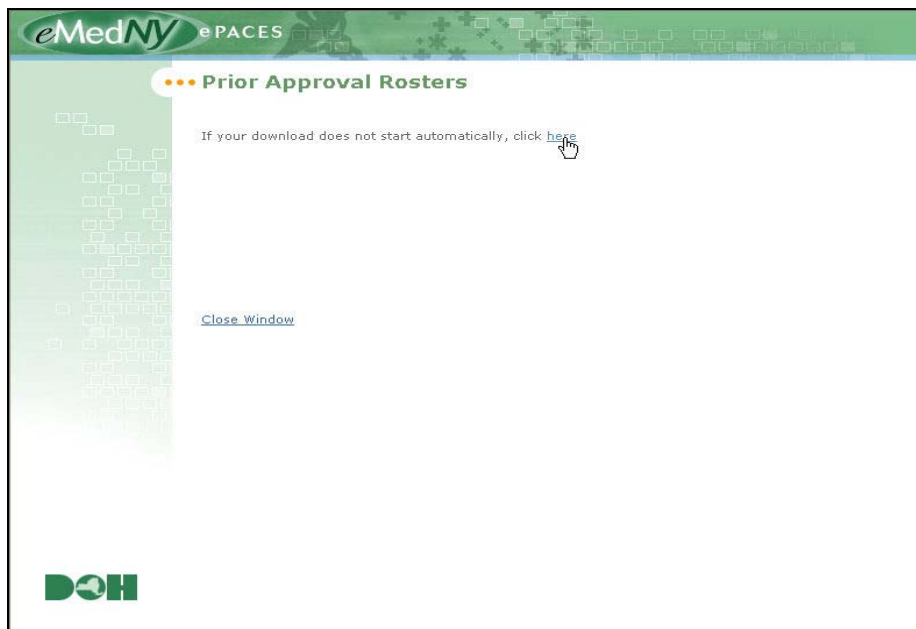 eMedNY ePACES
Prior Approval Rosters
If your download does not start automatically, click here
Close Window
DOH